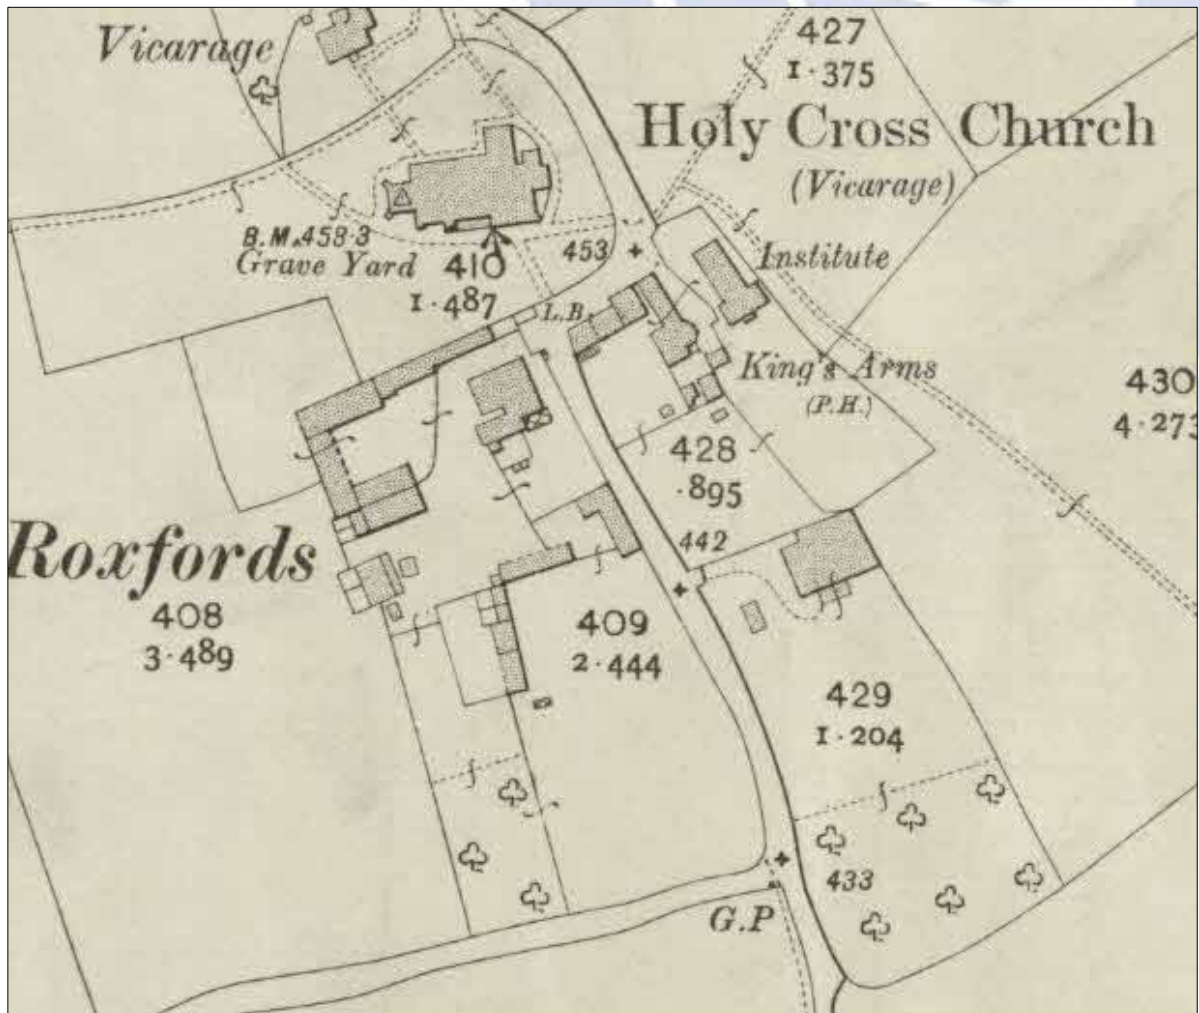 Vicarage
427
1·375
Holy Cross Church
(Vicarage)
B.M.458·3
Grave Yard
410
1·487
453
Institute
L.B.
King's Arms
(P.H.)
430
4·273
428
·895
442
Roxfords
408
3·489
409
2·444
429
1·204
433
G.P